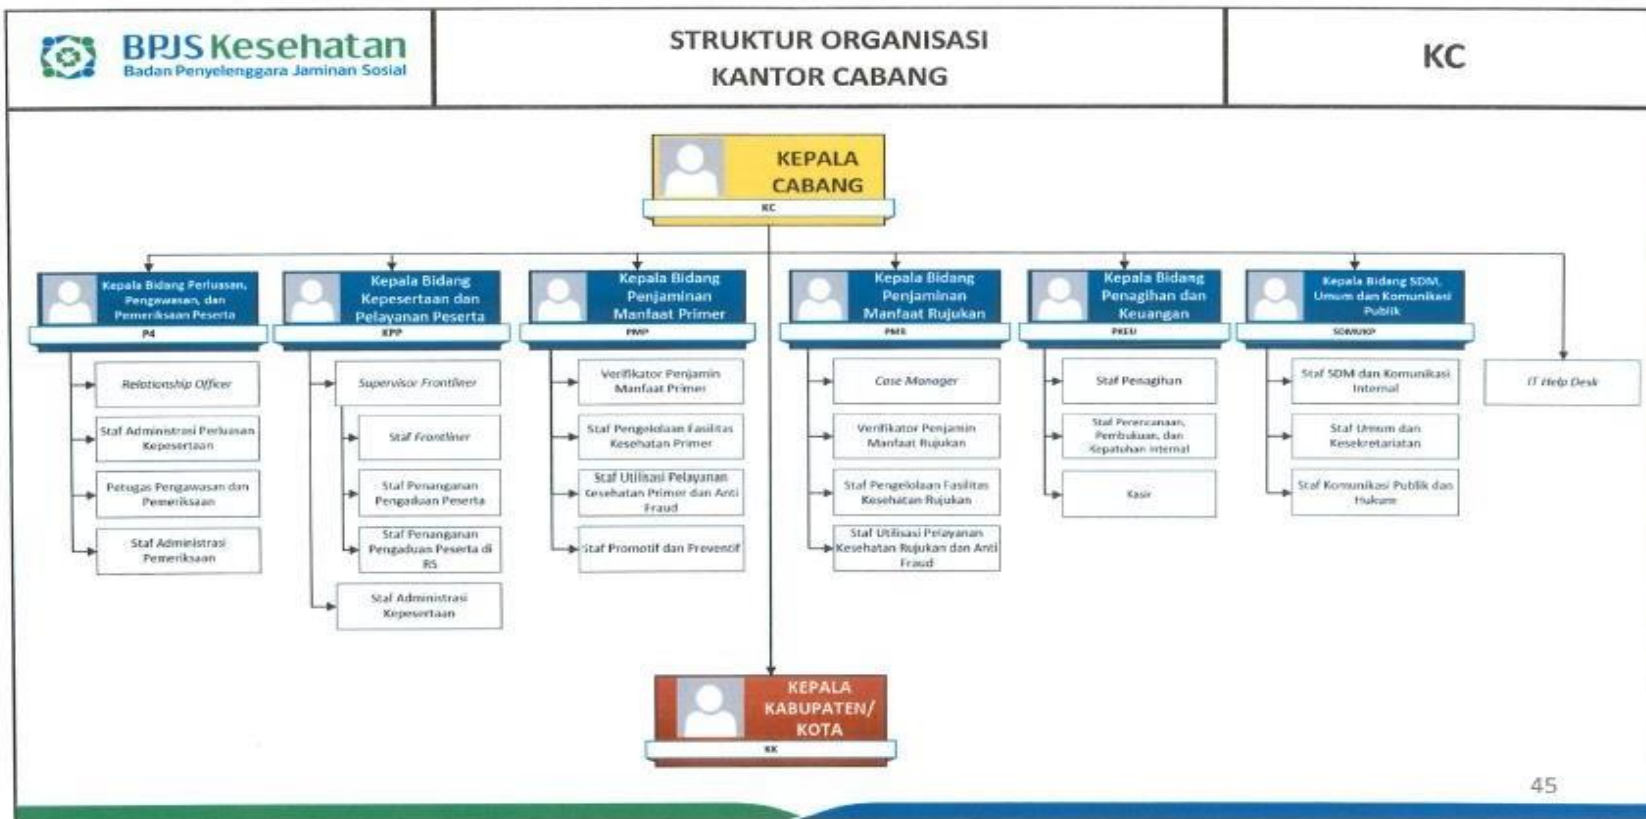 BPJS Kesehatan
Badan Penyelenggara Jaminan Sosial
STRUKTUR ORGANISASI
KANTOR CABANG
KC
KEPALA
CABANG
KC
Kepala Bidang Perluasan,
Pengawasan, dan
Pemeriksaan Peserta
P4
Relationship Officer
Staf Administrasi Perluasan
Kepesertaan
Petugas Pengawasan dan
Pemeriksaan
Staf Administrasi
Pemeriksaan
Kepala Bidang
Kepesertaan dan
Pelayanan Peserta
KPP
Supervisor Frontliner
Staf Frontliner
Staf Penanganan
Pengaduan Peserta
Staf Penanganan
Pengaduan Peserta di
RS
Staf Administrasi
Kepesertaan
Kepala Bidang
Penjaminan
Manfaat Primer
PMP
Verifikator Penjamin
Manfaat Primer
Staf Pengelolaan Fasilitas
Kesehatan Primer
Staf Utilisasi Pelayanan
Kesehatan Primer dan Anti
Fraud
Staf Promotif dan Preventif
Kepala Bidang
Penjaminan
Manfaat Rujukan
PMR
Case Manager
Verifikator Penjamin
Manfaat Rujukan
Staf Pengelolaan Fasilitas
Kesehatan Rujukan
Staf Utilisasi Pelayanan
Kesehatan Rujukan dan Anti
Fraud
Kepala Bidang
Penagihan dan
Keuangan
PKEU
Staf Penagihan
Staf Perencanaan,
Pembukuan, dan
Kepatuhan Internal
Kasir
Kepala Bidang SDM,
Umum dan Komunikasi
Publik
SDMUKP
Staf SDM dan Komunikasi
Internal
Staf Umum dan
Kesekretariatan
Staf Komunikasi Publik dan
Hukum
IT Help Desk
KEPALA
KABUPATEN/
KOTA
KK
45